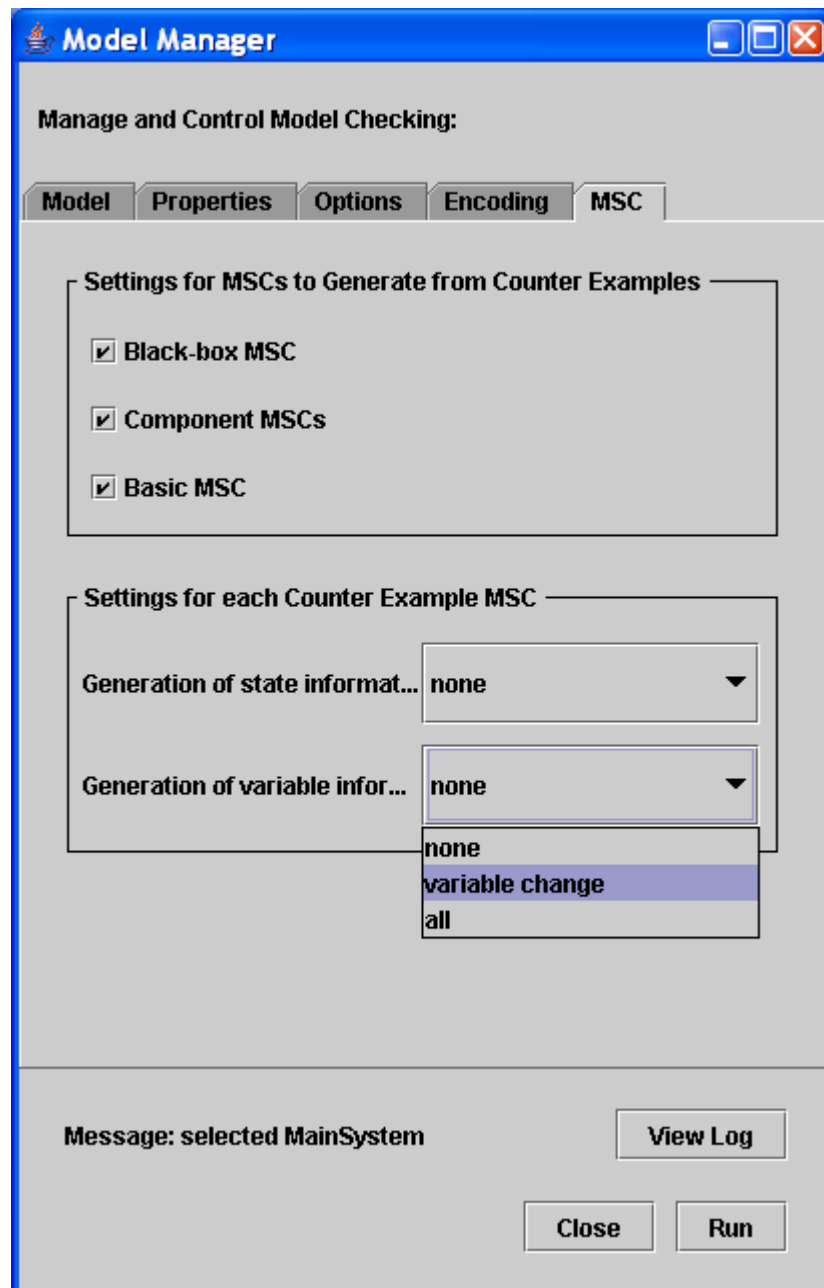 Model Manager
Manage and Control Model Checking:
Model Properties Options Encoding MSC
Settings for MSCs to Generate from Counter Examples
Black-box MSC
Component MSCs
Basic MSC
Settings for each Counter Example MSC
Generation of state informat... none
Generation of variable infor... none
none
variable change
all
Message: selected MainSystem View Log
Close Run